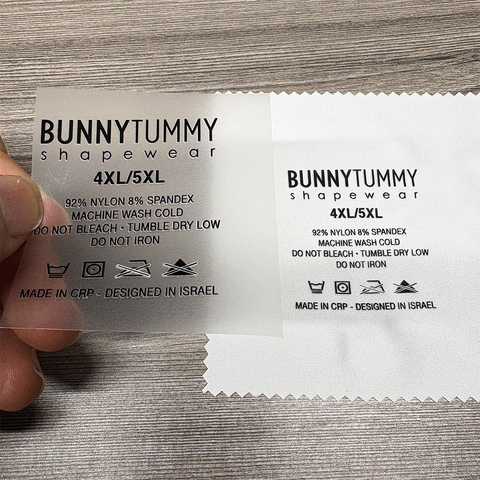 BUNNYTUMMY
shapewear
4XL/5XL
92% NYLON 8% SPANDEX
MACHINE WASH COLD
DO NOT BLEACH • TUMBLE DRY LOW
DO NOT IRON
MADE IN CRP - DESIGNED IN ISRAEL
BUNNYTUMMY
shapewear
4XL/5XL
92% NYLON 8% SPANDEX
MACHINE WASH COLD
DO NOT BLEACH • TUMBLE DRY LOW
DO NOT IRON
MADE IN CRP - DESIGNED IN ISRAEL